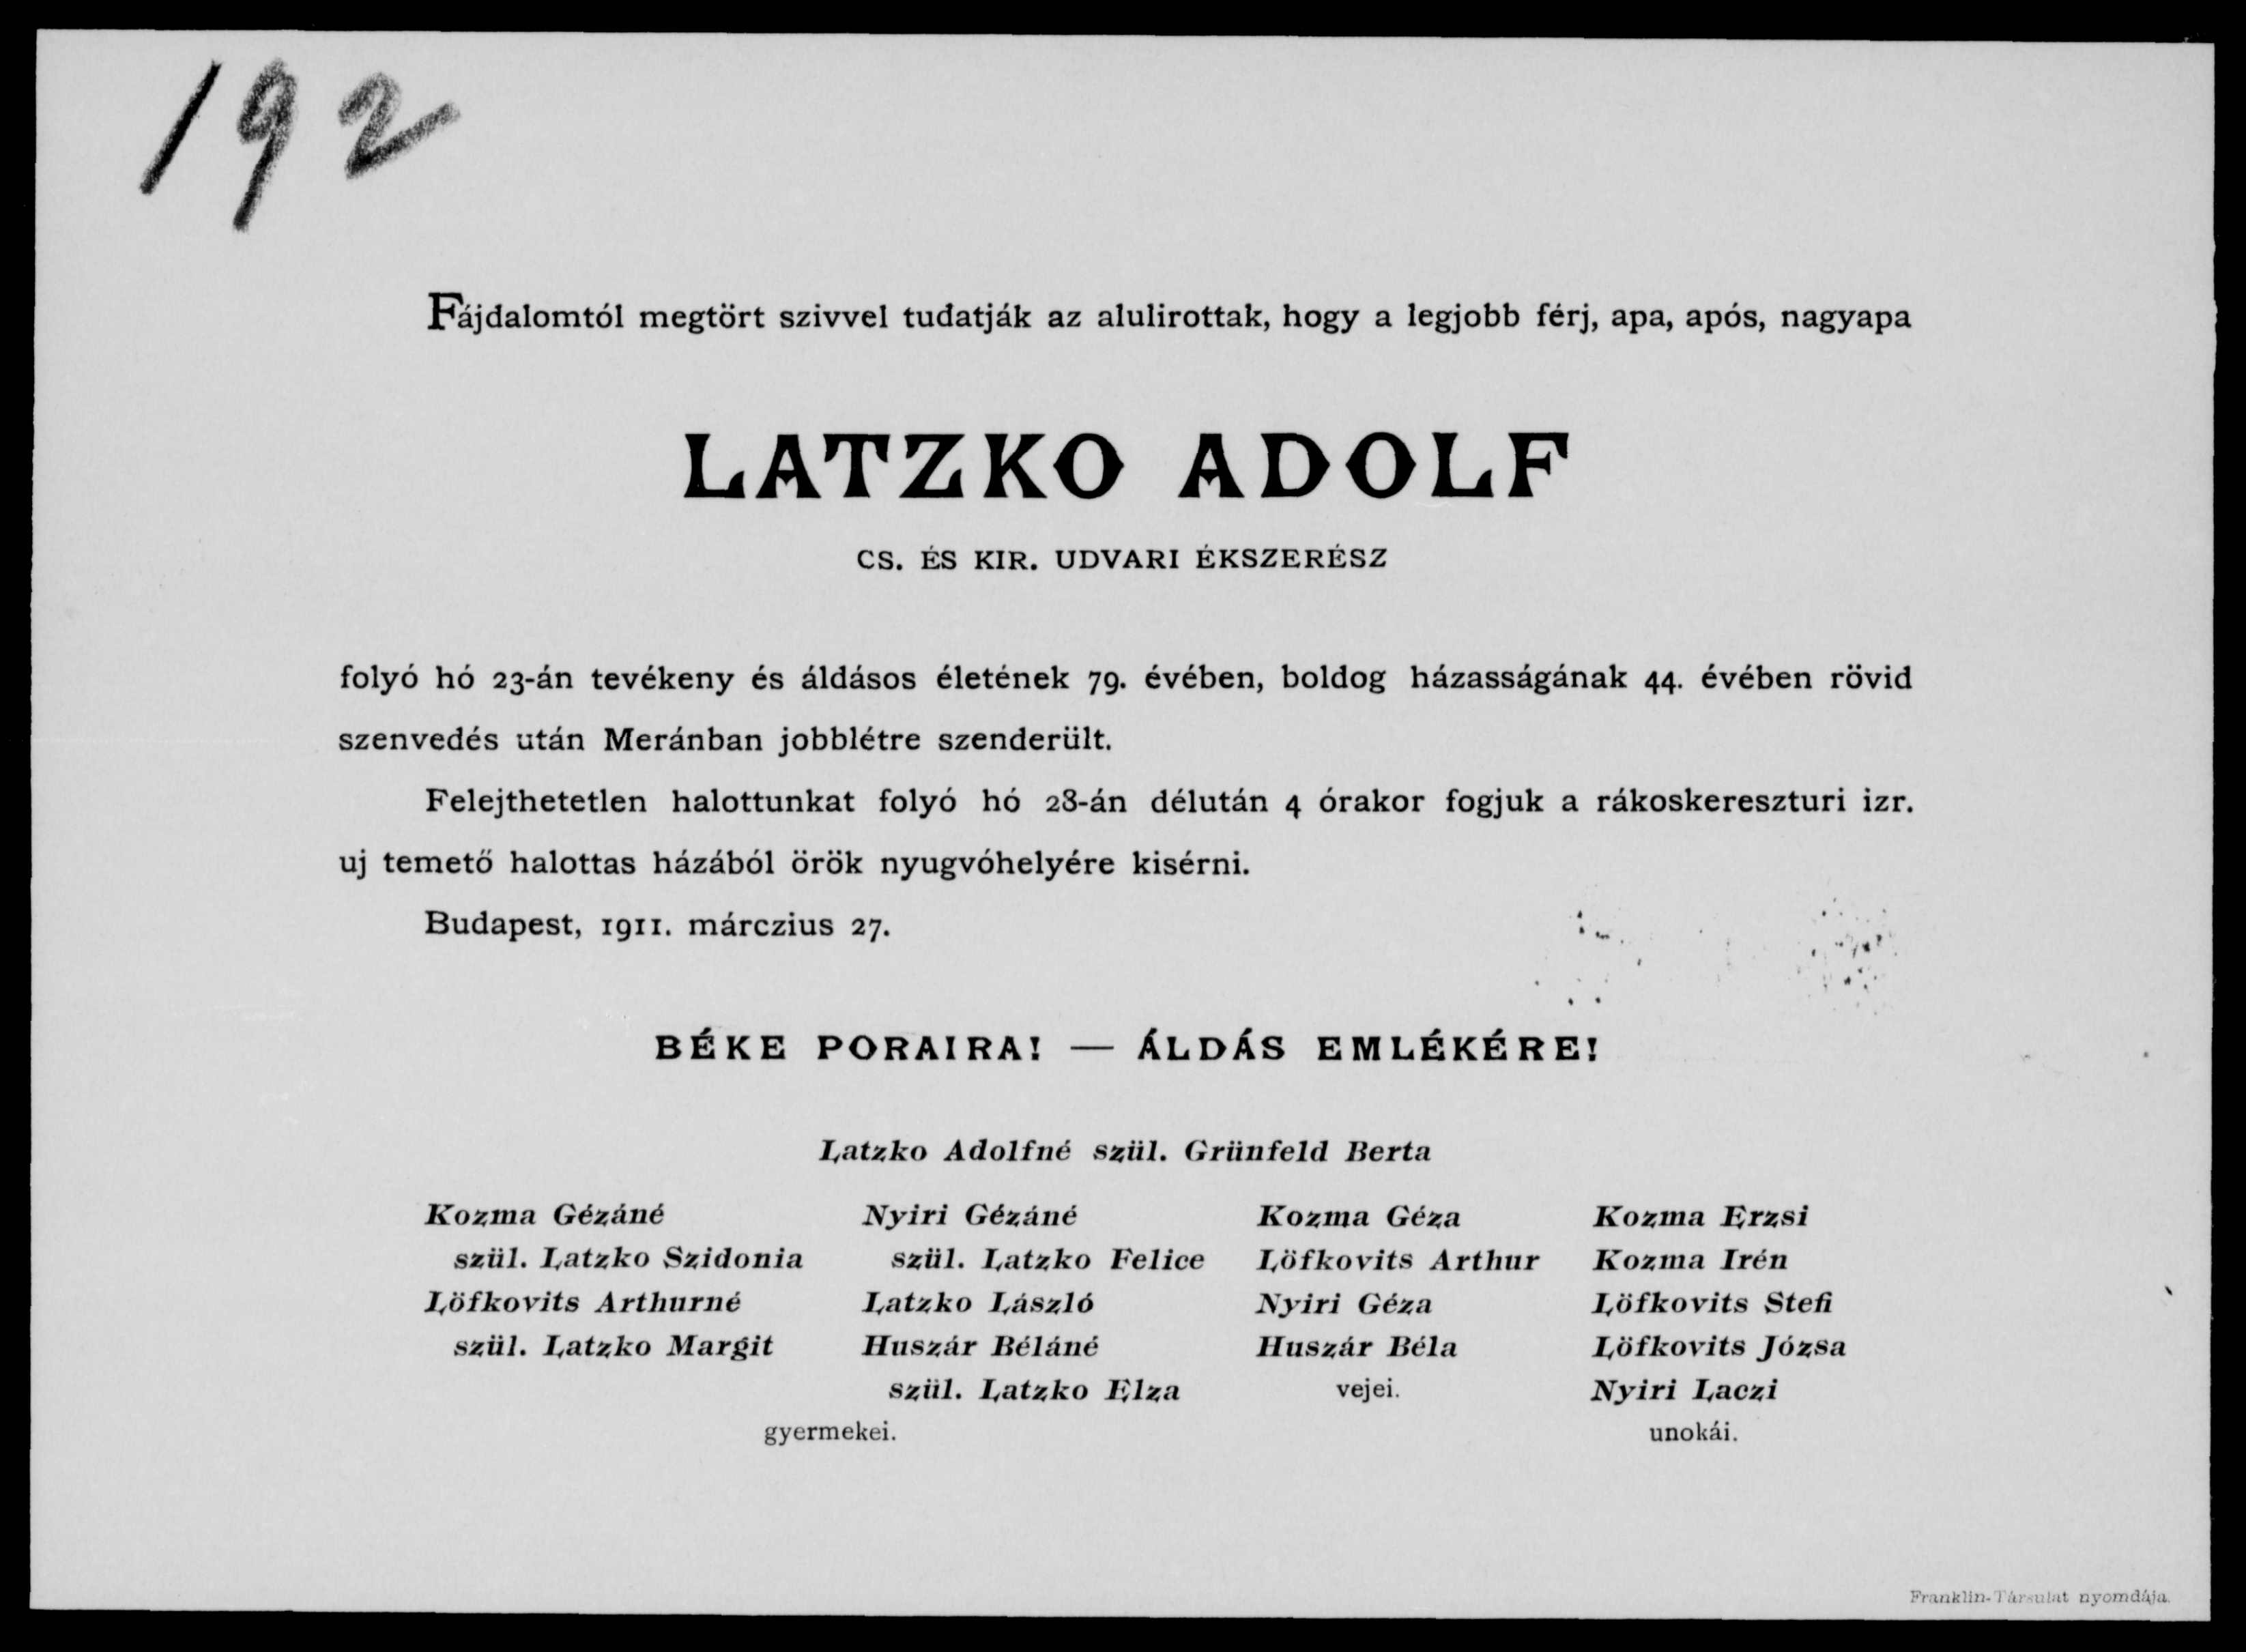 192
Fájdalomtól megtört szivvel tudatják az alulirottak, hogy a legjobb férj, apa, após, nagyapa
LATZKO ADOLF
CS. ÉS KIR. UDVARI ÉKSZERÉSZ
folyó hó 23-án tevékeny és áldásos életének 79. évében, boldog házasságának 44. évében rövid
szenvedés után Meránban jobblétre szenderült.
Felejthetetlen halottunkat folyó hó 28-án délután 4 órakor fogjuk a rákoskereszturi izr.
uj temető halottas házából örök nyugvóhelyére kisérni.
Budapest, 1911. márczius 27.
BÉKE PORAIRA! — ÁLDÁS EMLÉKÉRE!
Latzko Adolfné szül. Grünfeld Berta
Kozma Gézáné
szül. Latzko Szidonia
Löfkovits Arthurné
szül. Latzko Margit
Nyiri Gézáné
szül. Latzko Felice
Latzko László
Huszár Béláné
szül. Latzko Elza
gyermekei.
Kozma Géza
Löfkovits Arthur
Nyiri Géza
Huszár Béla
vejei.
Kozma Erzsi
Kozma Irén
Löfkovits Stefi
Löfkovits Józsa
Nyiri Laczi
unokái.
Franklin-Társulat nyomdája.